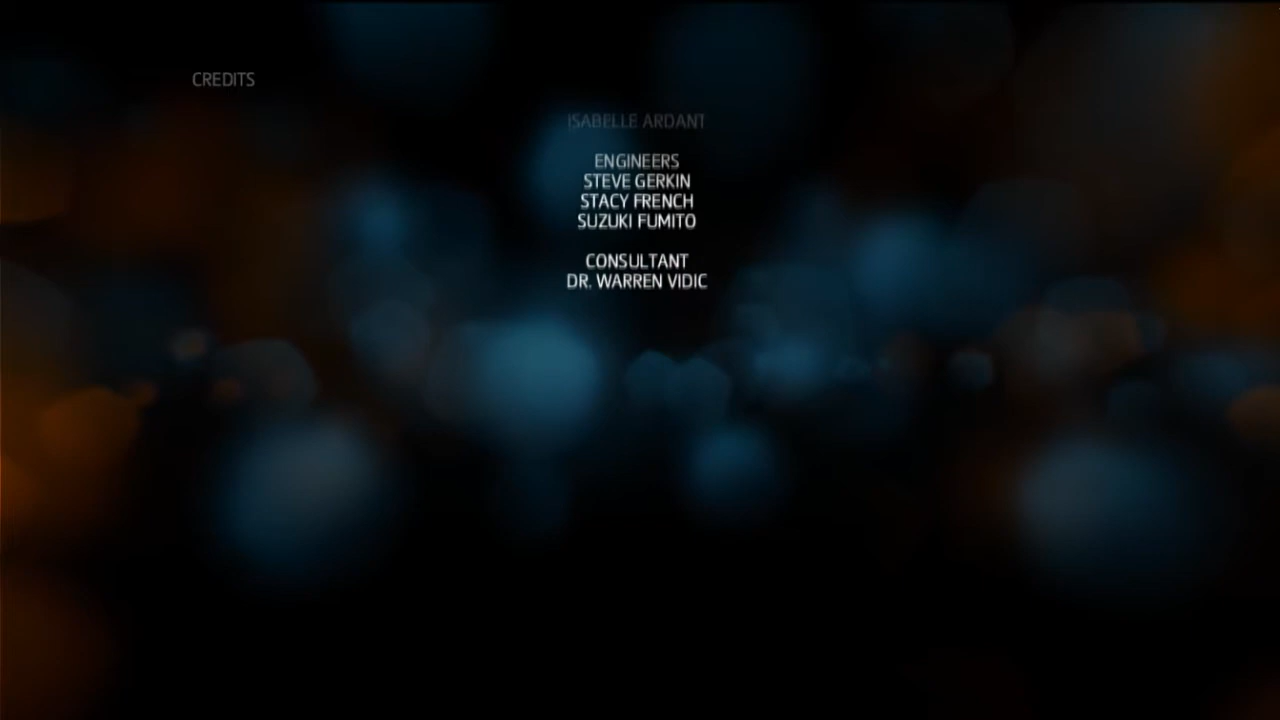 CREDITS
ISABELLE ARDANT
ENGINEERS
STEVE GERKIN
STACY FRENCH
SUZUKI FUMITO
CONSULTANT
DR. WARREN VIDIC